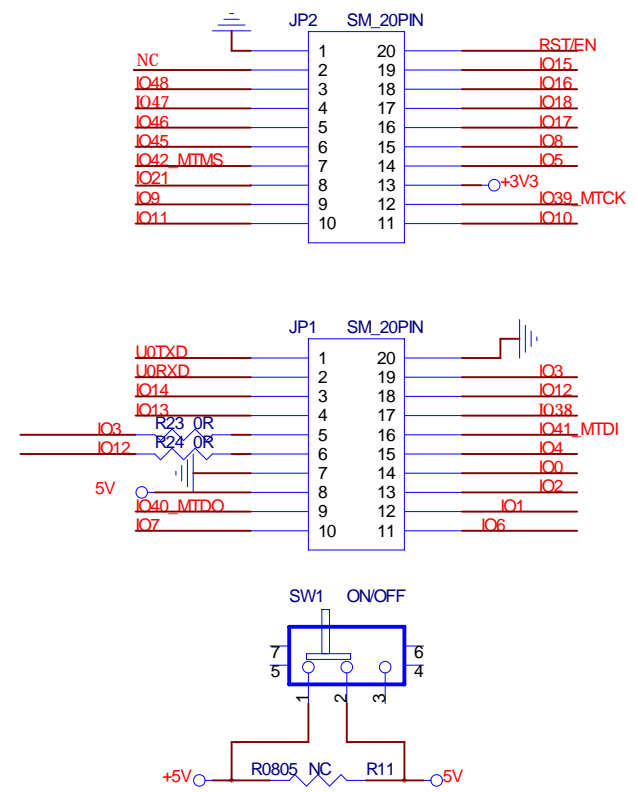 JP2 SM_20PIN
1 20 RST/EN
NC 2 19 IO15
IO48 3 18 IO16
IO47 4 17 IO18
IO46 5 16 IO17
IO45 6 15 IO8
IO42_MTMS 7 14 IO5
IO21 8 13 +3V3
IO9 9 12 IO39_MTCK
IO11 10 11 IO10
JP1 SM_20PIN
U0TXD 1 20
U0RXD 2 19 IO3
IO14 3 18 IO12
IO13 4 17 IO38
IO3 R23 0R 5 16 IO41_MTDI
IO12 R24 0R 6 15 IO4
7 14 IO0
5V 8 13 IO2
IO40_MTDO 9 12 IO1
IO7 10 11 IO6
SW1 ON/OFF
7 6
5 4
1 2 3
+5V R0805 NC R11 5V